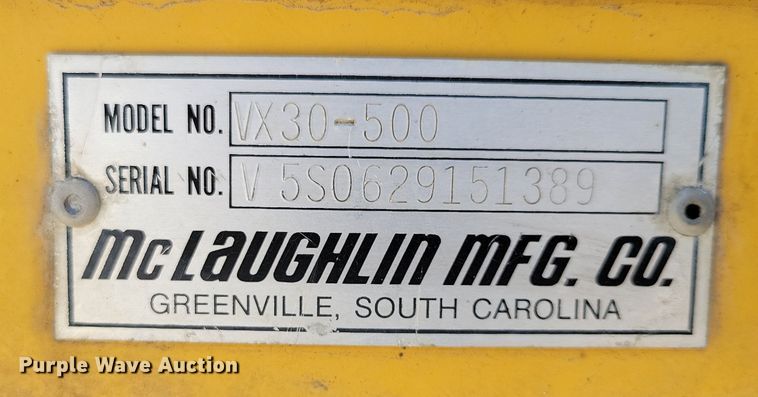 MODEL NO. VX30-500
SERIAL NO. V 5S0629151389
McLAUGHLIN MFG. CO.
GREENVILLE, SOUTH CAROLINA
Purple Wave Auction